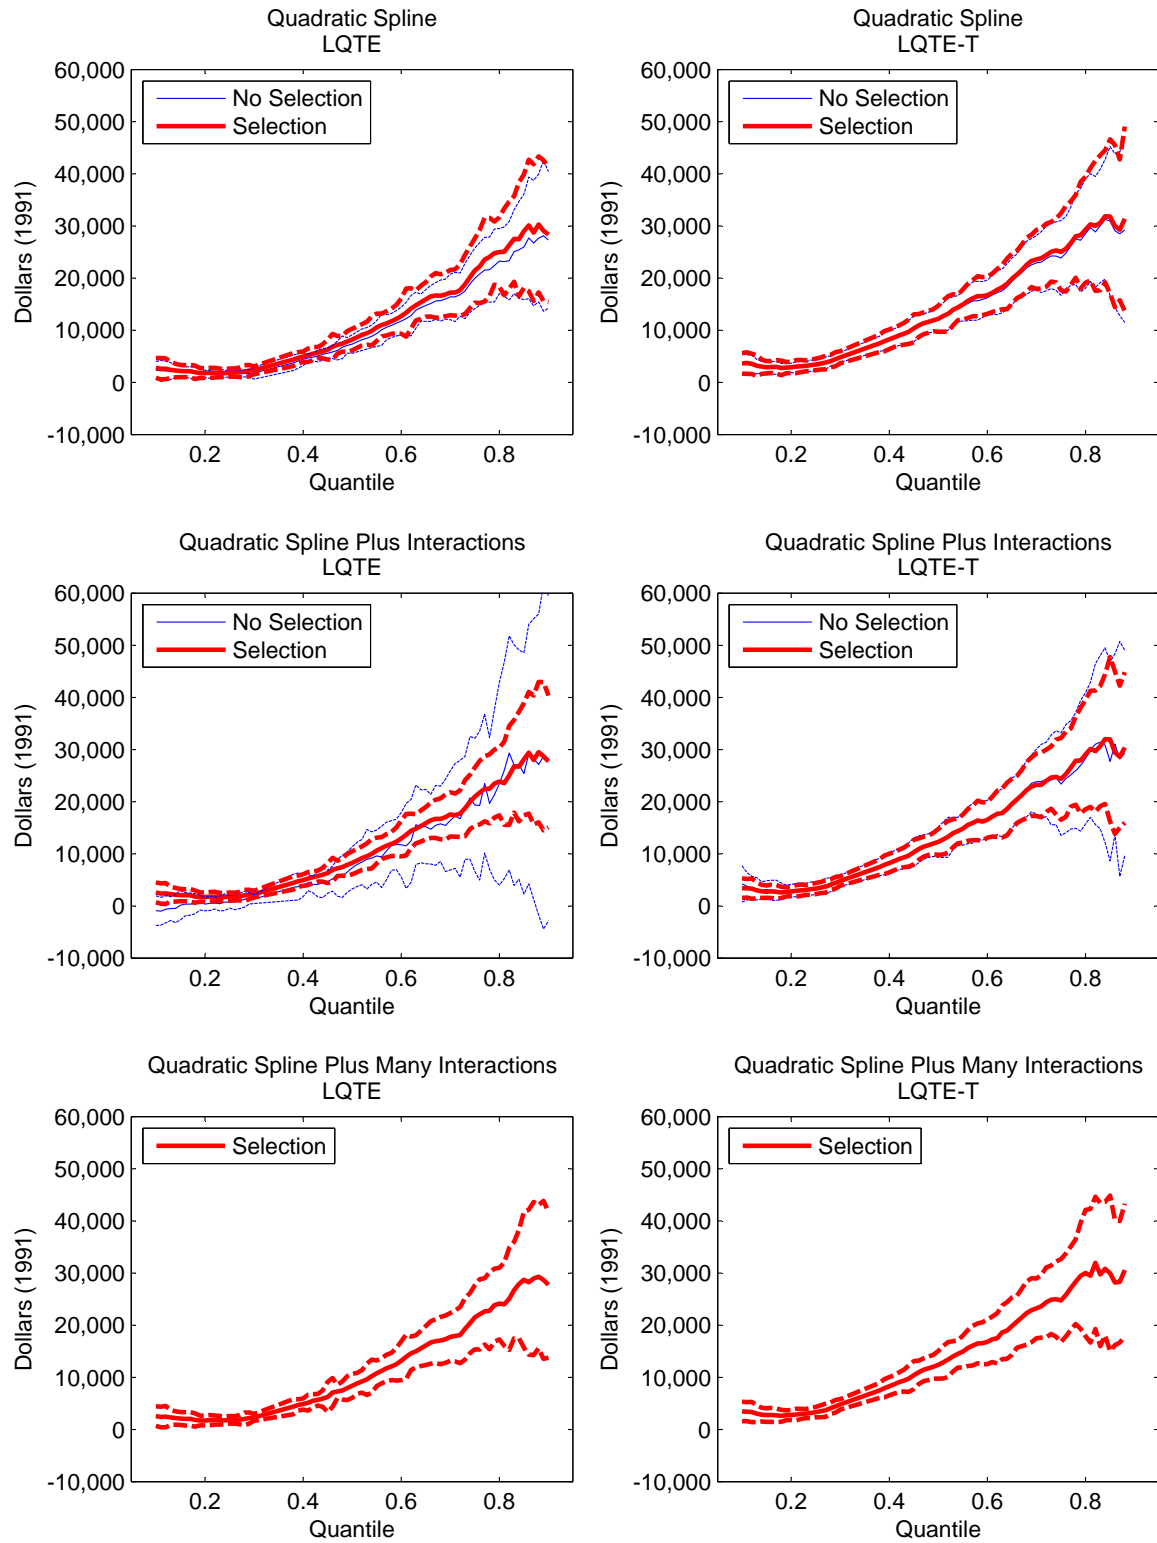 Quadratic Spline
LQTE
60,000
50,000
40,000
30,000
20,000
10,000
0
-10,000
Dollars (1991)
No Selection
Selection
0.2 0.4 0.6 0.8
Quantile
Quadratic Spline
LQTE-T
60,000
50,000
40,000
30,000
20,000
10,000
0
-10,000
Dollars (1991)
No Selection
Selection
0.2 0.4 0.6 0.8
Quantile
Quadratic Spline Plus Interactions
LQTE
60,000
50,000
40,000
30,000
20,000
10,000
0
-10,000
Dollars (1991)
No Selection
Selection
0.2 0.4 0.6 0.8
Quantile
Quadratic Spline Plus Interactions
LQTE-T
60,000
50,000
40,000
30,000
20,000
10,000
0
-10,000
Dollars (1991)
No Selection
Selection
0.2 0.4 0.6 0.8
Quantile
Quadratic Spline Plus Many Interactions
LQTE
60,000
50,000
40,000
30,000
20,000
10,000
0
-10,000
Dollars (1991)
Selection
0.2 0.4 0.6 0.8
Quantile
Quadratic Spline Plus Many Interactions
LQTE-T
60,000
50,000
40,000
30,000
20,000
10,000
0
-10,000
Dollars (1991)
Selection
0.2 0.4 0.6 0.8
Quantile